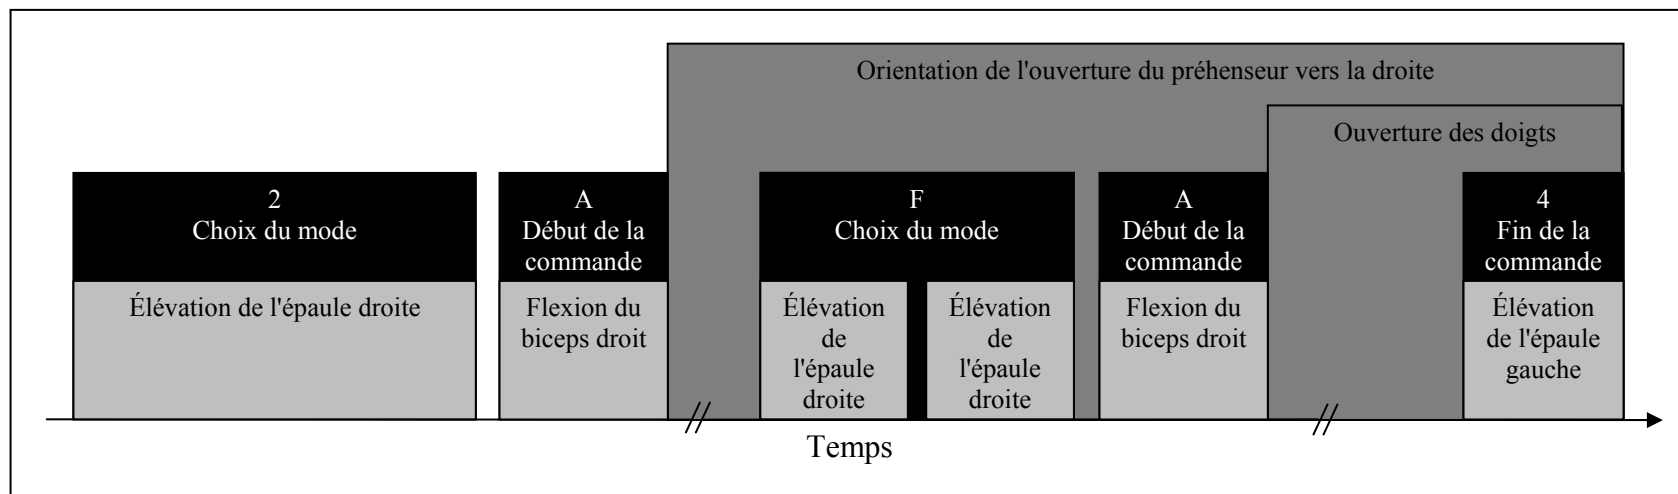 Orientation de l'ouverture du préhenseur vers la droite
Ouverture des doigts
2
Choix du mode
Élévation de l'épaule droite
A
Début de la
commande
Flexion du
biceps droit
F
Choix du mode
Élévation
de
l'épaule
droite
Élévation
de
l'épaule
droite
A
Début de la
commande
Flexion du
biceps droit
4
Fin de la
commande
Élévation
de l'épaule
gauche
Temps